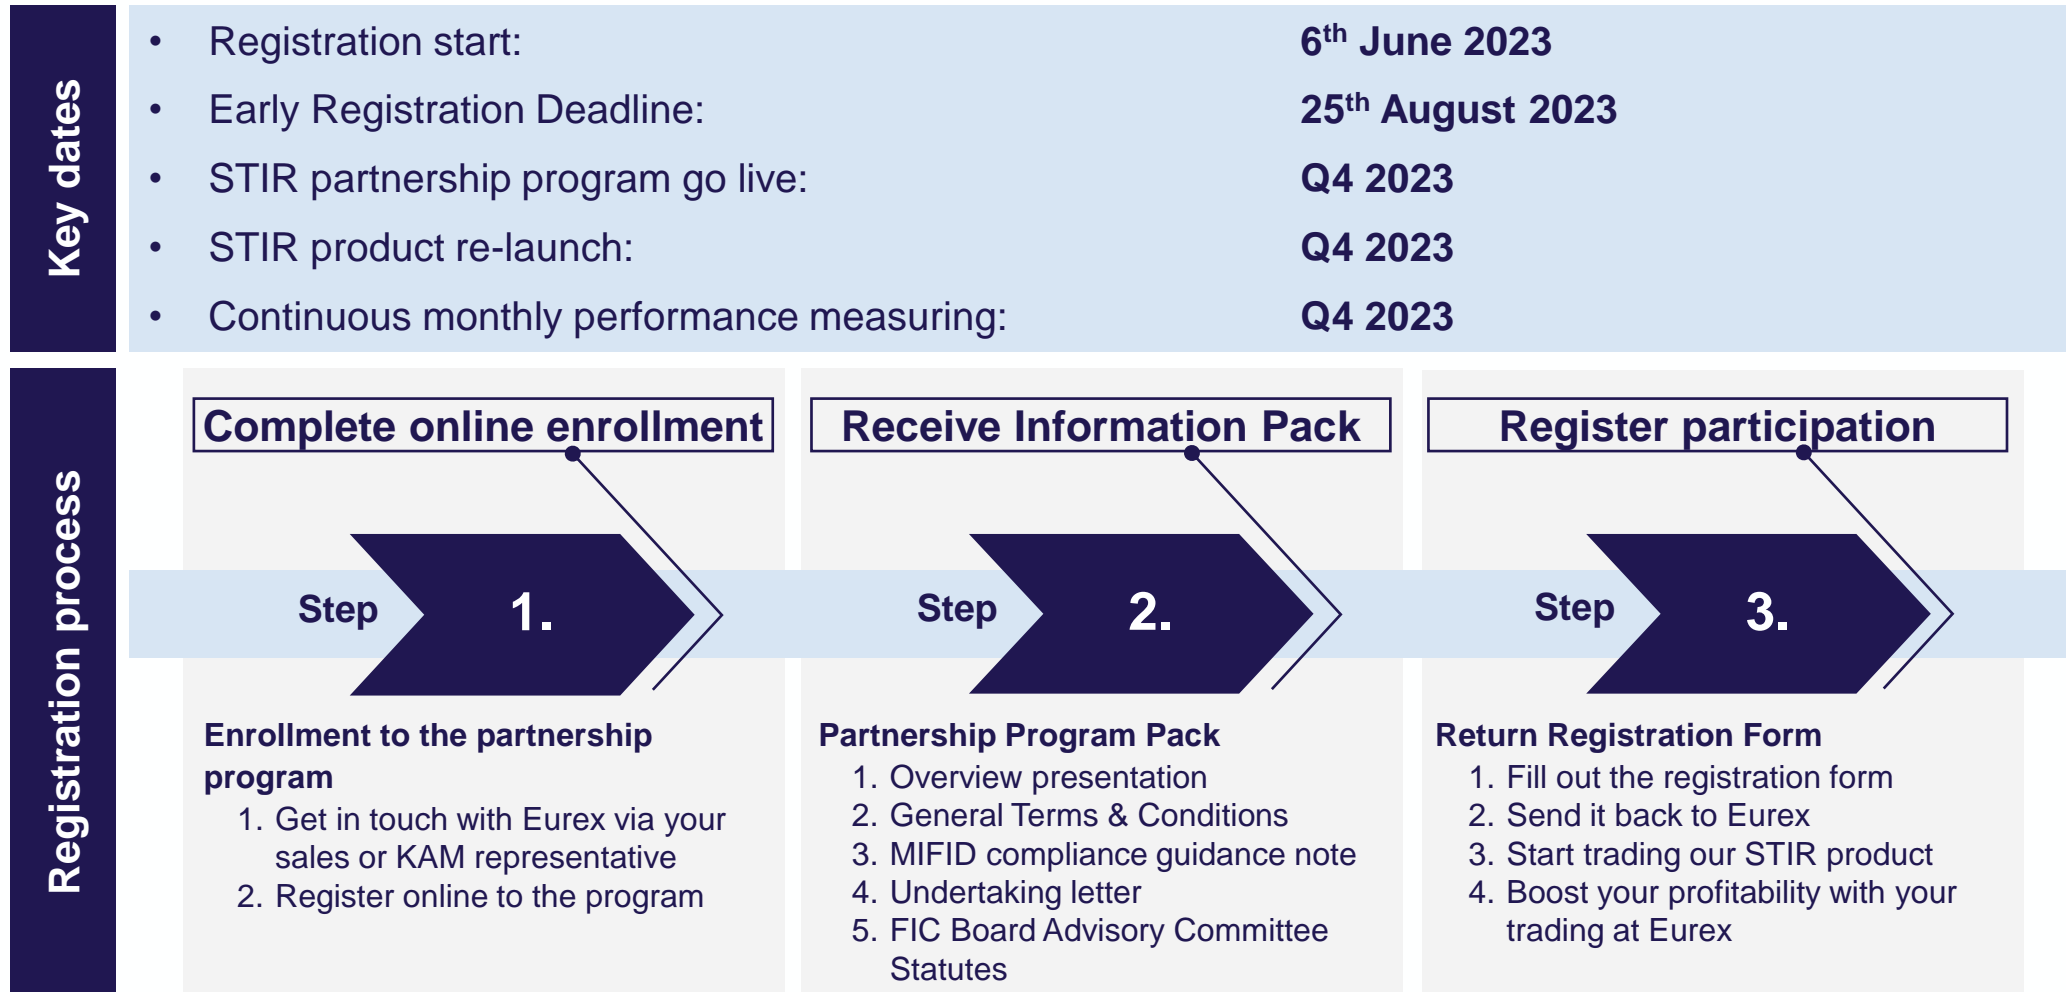 Key dates
• Registration start: 6th June 2023
• Early Registration Deadline: 25th August 2023
• STIR partnership program go live: Q4 2023
• STIR product re-launch: Q4 2023
• Continuous monthly performance measuring: Q4 2023
Registration process
Complete online enrollment
Step 1.
Enrollment to the partnership
program
1. Get in touch with Eurex via your
sales or KAM representative
2. Register online to the program
Receive Information Pack
Step 2.
Partnership Program Pack
1. Overview presentation
2. General Terms & Conditions
3. MIFID compliance guidance note
4. Undertaking letter
5. FIC Board Advisory Committee
Statutes
Register participation
Step 3.
Return Registration Form
1. Fill out the registration form
2. Send it back to Eurex
3. Start trading our STIR product
4. Boost your profitability with your
trading at Eurex